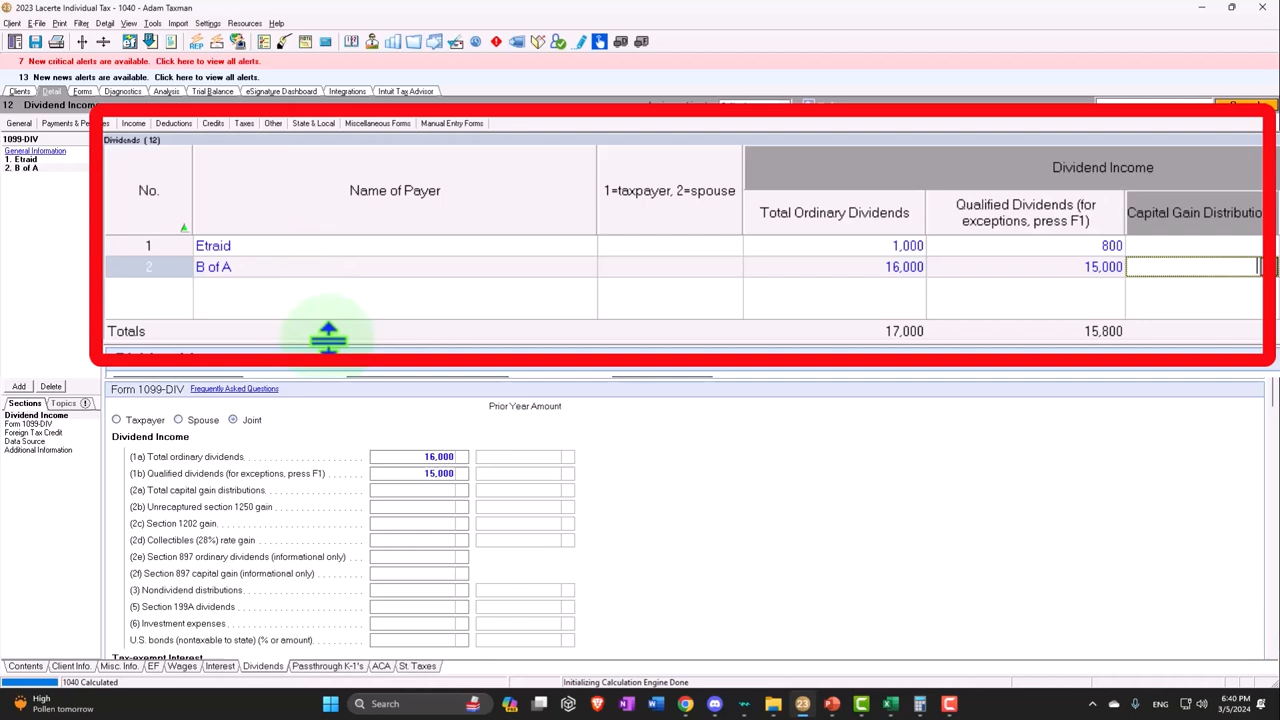 2023 Lacerte Individual Tax - 1040 - Adam Taxman
Client E-File Print Filter Detail View Tools Import Settings Resources Help
7 New critical alerts are available. Click here to view all alerts.
13 New news alerts are available. Click here to view all alerts.
Clients Detail Forms Diagnostics Analysis Trial Balance eSignature Dashboard Integrations Intuit Tax Advisor
12 Dividend Income
General Payments & Income Deductions Credits Taxes Other State & Local Miscellaneous Forms Manual Entry Forms
1099-DIV
General Information
1. Etraid
2. B of A
Dividends (12)
No. Name of Payer 1=taxpayer, 2=spouse Dividend Income
Total Ordinary Dividends Qualified Dividends (for exceptions, press F1) Capital Gain Distributio
1 Etraid 1,000 800
2 B of A 16,000 15,000
Totals 17,000 15,800
Add Delete
Sections Topics
Dividend Income
Form 1099-DIV
Foreign Tax Credit
Data Source
Additional Information
Form 1099-DIV Frequently Asked Questions
Prior Year Amount
Taxpayer Spouse Joint
Dividend Income
(1a) Total ordinary dividends 16,000
(1b) Qualified dividends (for exceptions, press F1) 15,000
(2a) Total capital gain distributions
(2b) Unrecaptured section 1250 gain
(2c) Section 1202 gain
(2d) Collectibles (28%) rate gain
(2e) Section 897 ordinary dividends (informational only)
(2f) Section 897 capital gain (informational only)
(3) Nondividend distributions
(5) Section 199A dividends
(6) Investment expenses
U.S. bonds (nontaxable to state) (% or amount)
Tax-exempt Interest
Contents Client Info. Misc. Info. EF Wages Interest Dividends Passthrough K-1's ACA St. Taxes
1040 Calculated Initializing Calculation Engine Done
High
Pollen tomorrow
Search
6:40 PM
3/5/2024